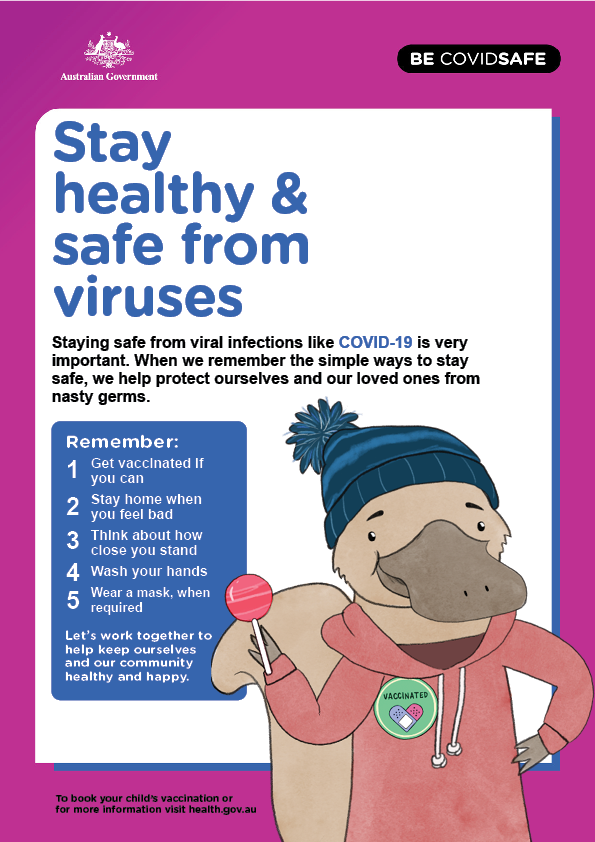 Australian Government
BE COVIDSAFE
Stay
healthy &
safe from
viruses
Staying safe from viral infections like COVID-19 is very
important. When we remember the simple ways to stay
safe, we help protect ourselves and our loved ones from
nasty germs.
Remember:
1 Get vaccinated if
you can
2 Stay home when
you feel bad
3 Think about how
close you stand
4 Wash your hands
5 Wear a mask, when
required
Let's work together to
help keep ourselves
and our community
healthy and happy.
VACCINATED
To book your child's vaccination or
for more information visit health.gov.au